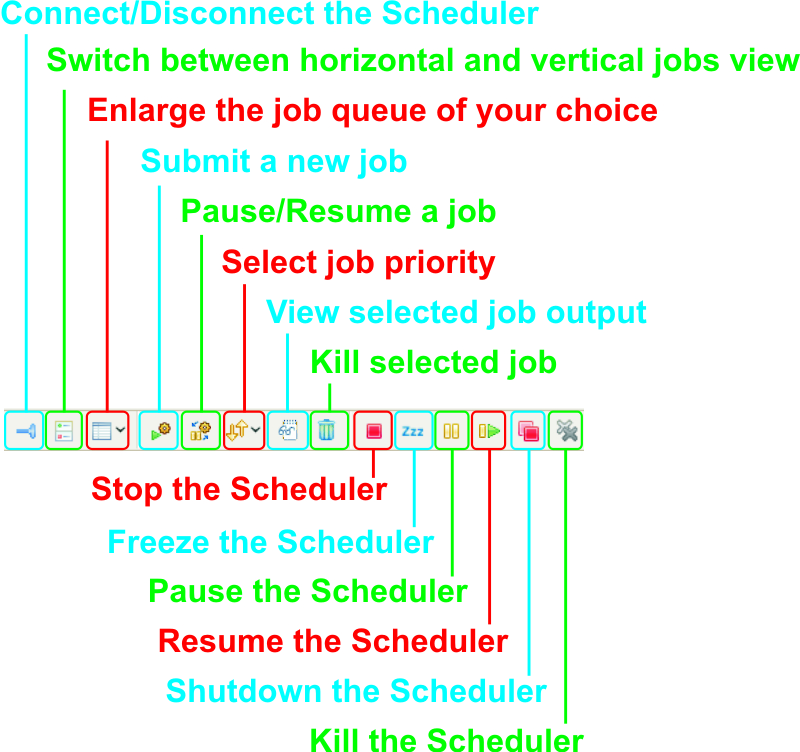 Connect/Disconnect the Scheduler
Switch between horizontal and vertical jobs view
Enlarge the job queue of your choice
Submit a new job
Pause/Resume a job
Select job priority
View selected job output
Kill selected job
Zzz
Stop the Scheduler
Freeze the Scheduler
Pause the Scheduler
Resume the Scheduler
Shutdown the Scheduler
Kill the Scheduler